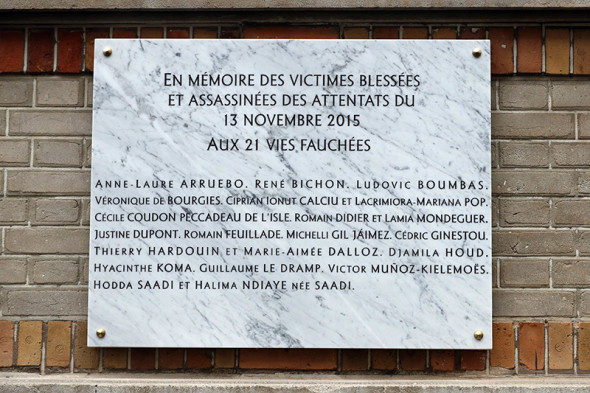 EN MÉMOIRE DES VICTIMES BLESSÉES
ET ASSASSINÉES DES ATTENTATS DU
13 NOVEMBRE 2015
AUX 21 VIES FAUCHÉES
ANNE-LAURE ARRUEBO. RENÉ BICHON. LUDOVIC BOUMBAS.
VÉRONIQUE DE BOURGIES. CIPRIAN IONUT CALCIU ET LACRIMIORA-MARIANA POP.
CÉCILE COUDON PECCADEAU DE L'ISLE. ROMAIN DIDIER ET LAMIA MONDEGUER.
JUSTINE DUPONT. ROMAIN FEUILLADE. MICHELLI GIL JÁIMEZ. CÉDRIC GINESTOU.
THIERRY HARDOUIN ET MARIE-AIMÉE DALLOZ. DJAMILA HOUD.
HYACINTHE KOMA. GUILLAUME LE DRAMP. VICTOR MUÑOZ-KIELEMOËS.
HODDA SAADI ET HALIMA NDIAYE NÉE SAADI.